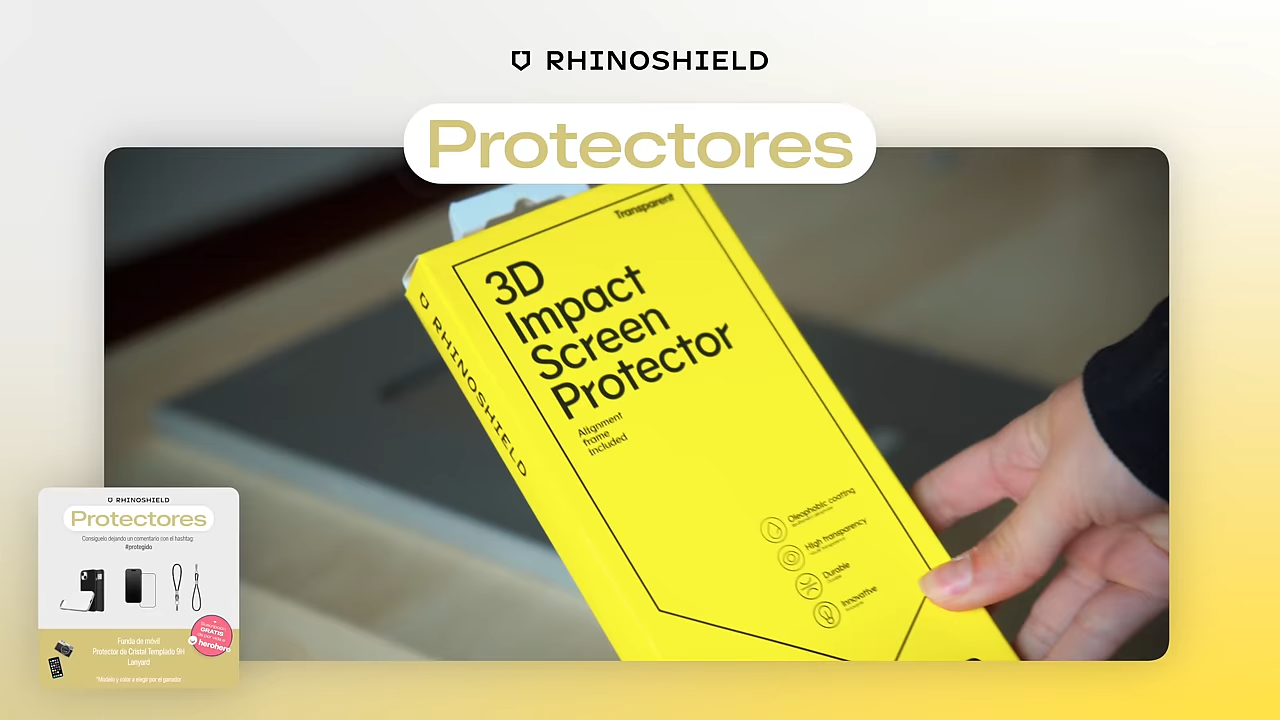 RHINOSHIELD
Protectores
Transparent
3D
Impact
Screen
Protector
Alignment
frame
included
RHINOSHIELD
Oleophobic coating
High transparency
Durable
Innovative
RHINOSHIELD
Protectores
Consíguelo dejando un comentario con el hashtag:
#protegido
GRATIS
herohero
Funda de móvil
Protector de Cristal Templado 9H
Lanyard
*Modelo y color a elegir por el ganador